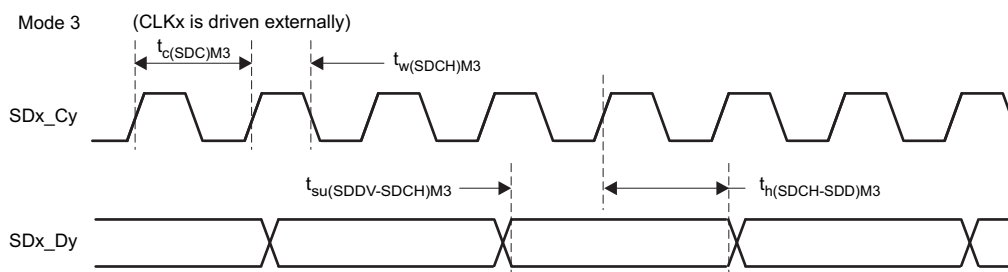 Mode 3 (CLKx is driven externally)
tc(SDC)M3
tw(SDCH)M3
SDx_Cy
tsu(SDDV-SDCH)M3
th(SDCH-SDD)M3
SDx_Dy